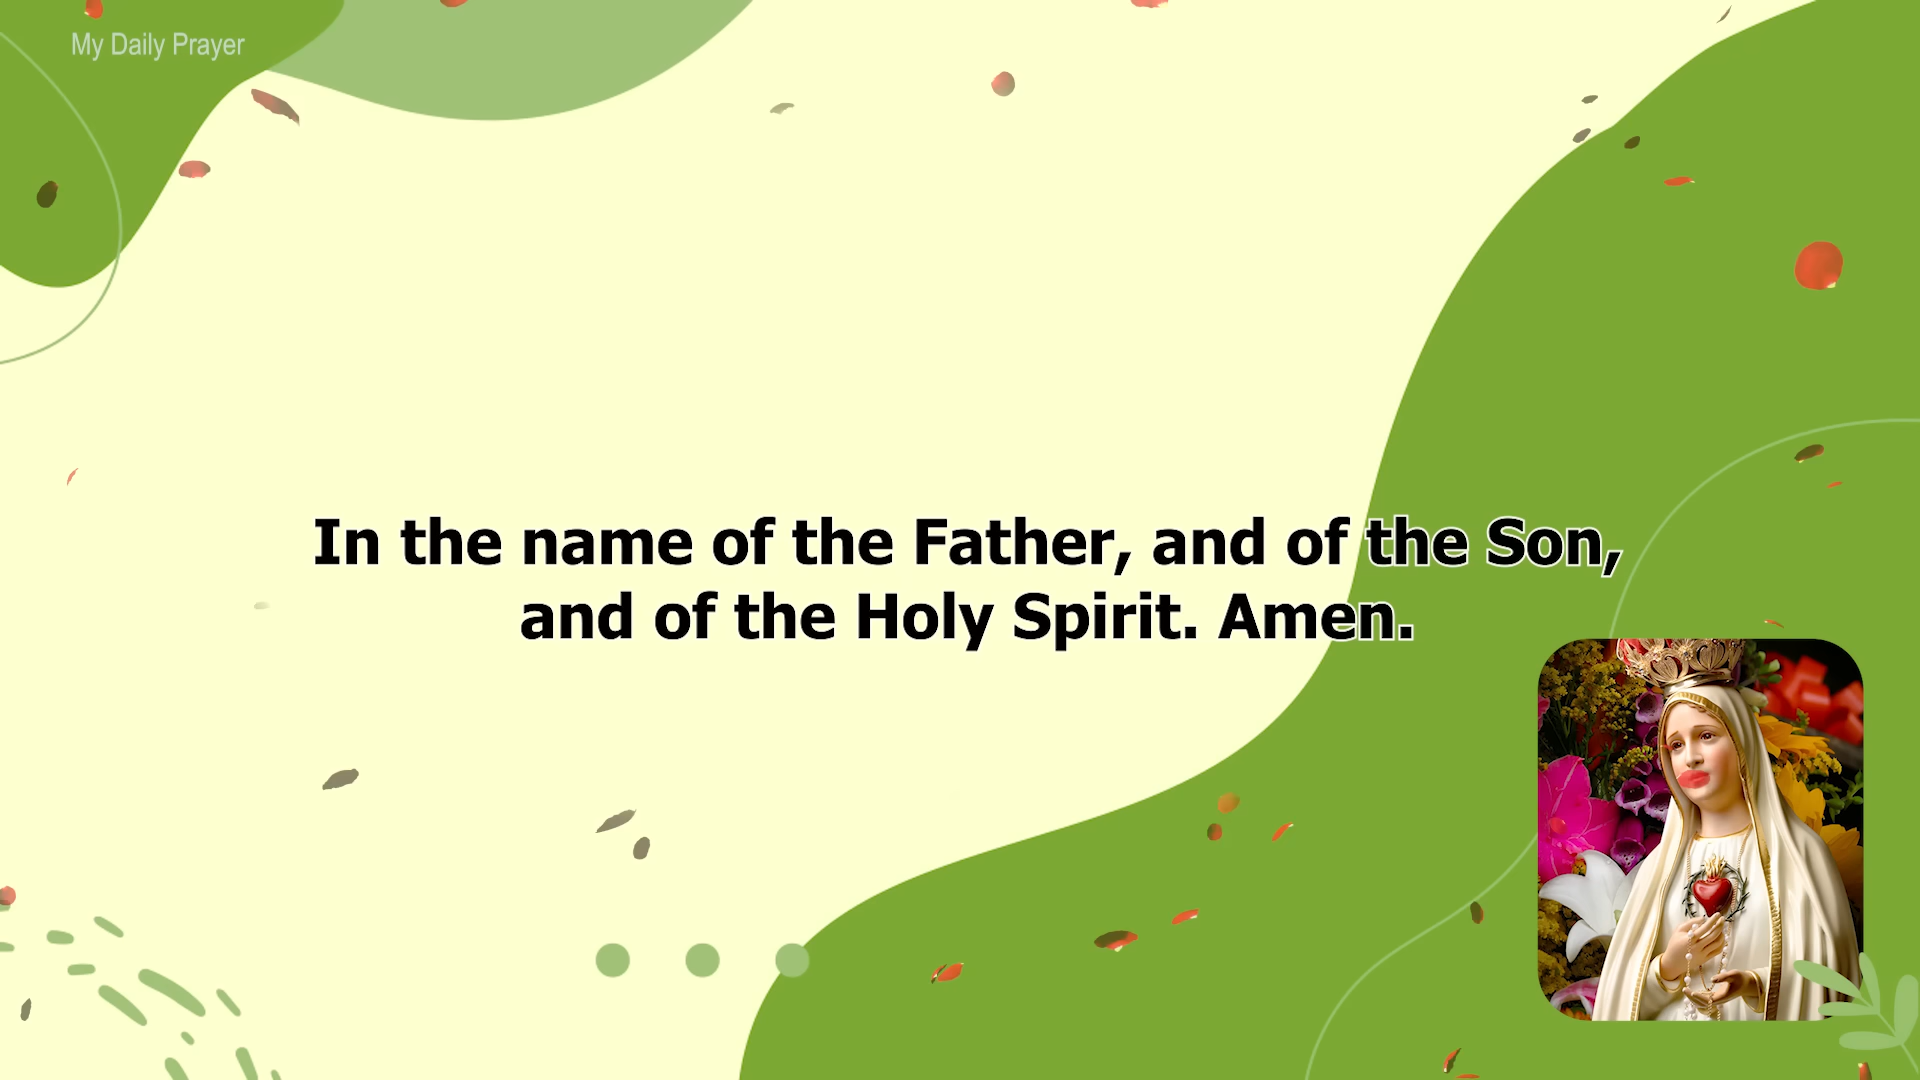 My Daily Prayer
In the name of the Father, and of the Son,
and of the Holy Spirit. Amen.